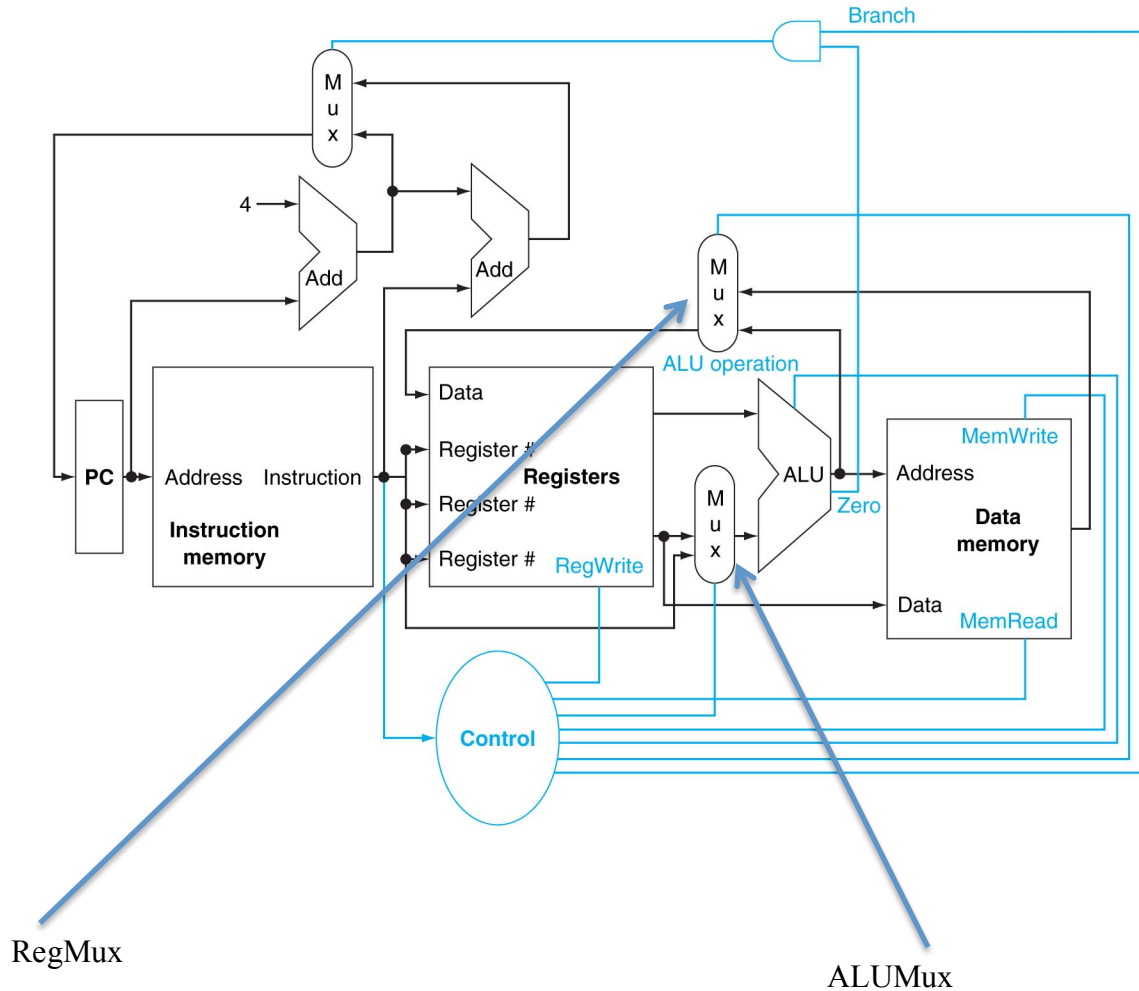 Branch
M
u
x
4
Add
Add
M
u
x
ALU operation
Data
Register #
Register #
Register #
Registers
RegWrite
PC
Address
Instruction
Instruction
memory
M
u
x
ALU
Zero
MemWrite
Address
Data
memory
Data
MemRead
Control
RegMux
ALUMux